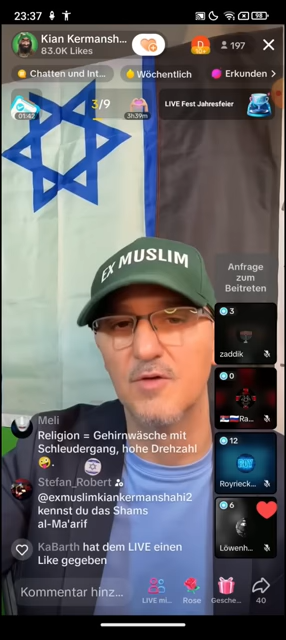 23:37
98
Kian Kermansh...
83.0K Likes
D
197
Chatten und Int...
Wöchentlich
Erkunden >
01:42
3/9
3h39m
LIVE Fest Jahresfeier
EX MUSLIM
Anfrage
zum
Beitreten
3
zaddik
0
Ra...
12
Royrieck...
6
Löwenh...
Meli
Religion = Gehirnwäsche mit
Schleudergang, hohe Drehzahl
🤪.
Stefan_Robert
@exmuslimkiankermanshahi2
kennst du das Shams
al-Ma'arif
KaBarth hat dem LIVE einen
Like gegeben
Kommentar hinz...
LIVE mi...
Rose
Gesche...
40